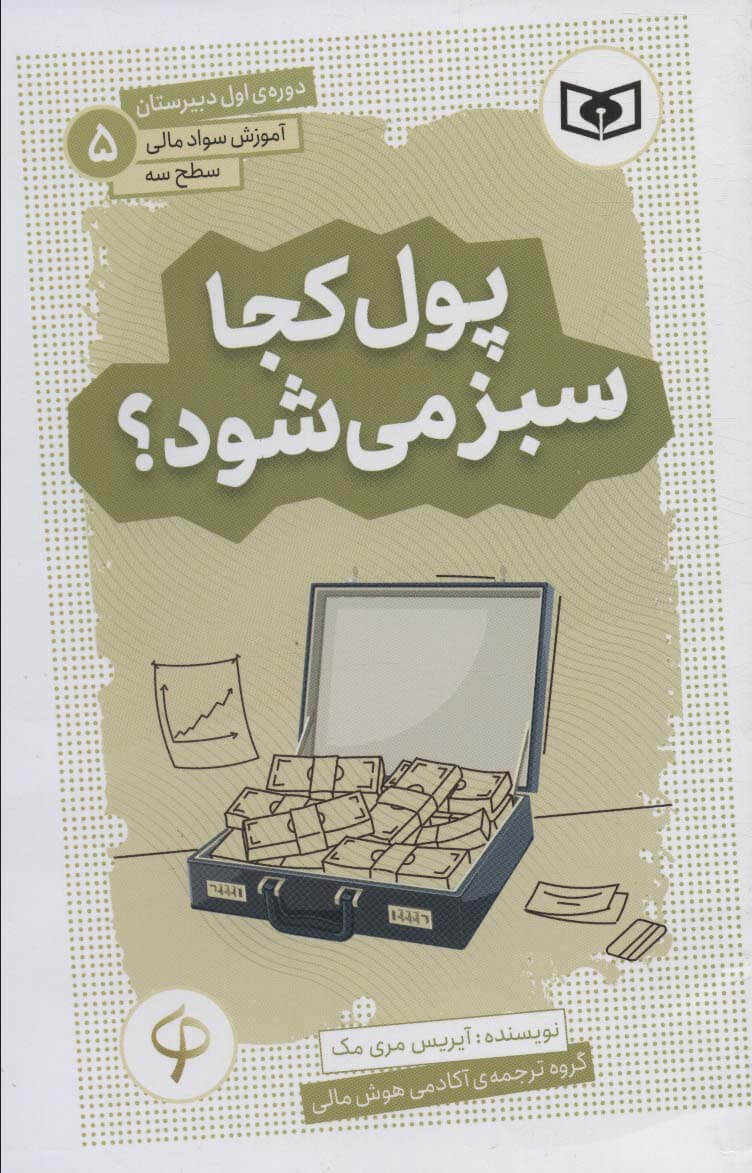 دوره‌ی اول دبیرستان
آموزش سواد مالی
سطح سه
۵
پول کجا
سبز می‌شود؟
نویسنده: آیریس مری مک
گروه ترجمه‌ی آکادمی هوش مالی